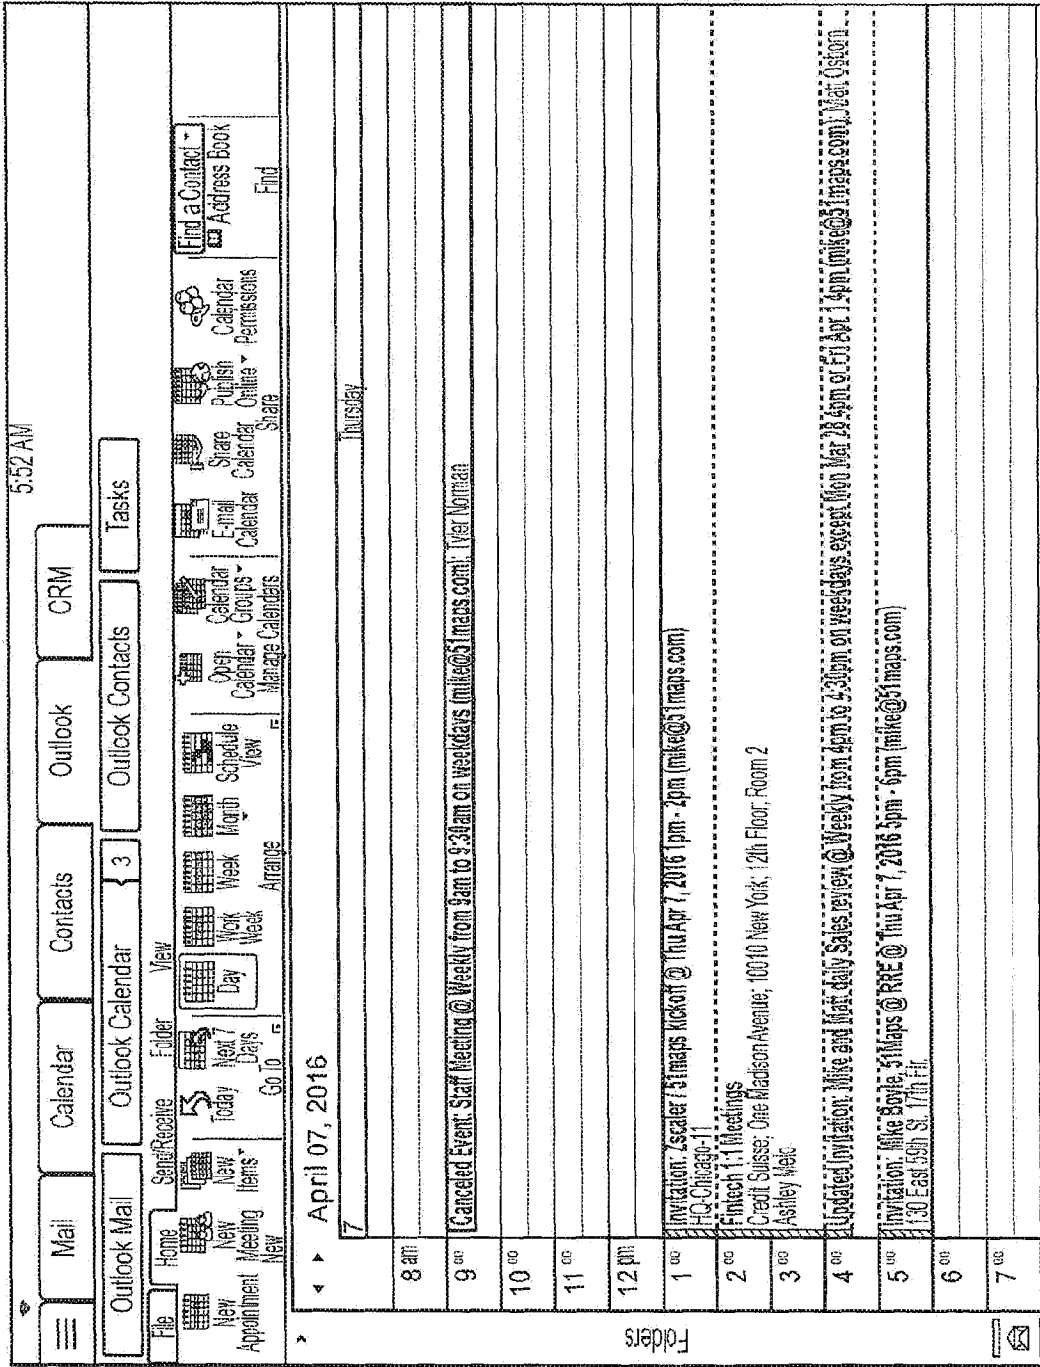 5:52 AM
Mail
Calendar
Contacts
Outlook
CRM
Outlook Mail
Outlook Calendar
3
Outlook Contacts
Tasks
File
Home
Send/Receive
Folder
View
New Appointment
New Meeting
New Items
New
Today
Next 7 Days
Go To
Day
Work Week
Week
Month
Schedule View
Arrange
Open Calendar
Calendar Groups
Manage Calendars
E-mail Calendar
Share Calendar
Publish Online
Calendar Permissions
Share
Find a Contact
Address Book
Find
April 07, 2016
7
Thursday
8 am
9 00
Canceled Event: Staff Meeting @ Weekly from 9am to 9:30am on weekdays (mike@51maps.com); Tyler Norman
10 00
11 00
12 pm
1 00
Invitation: Zscaler / 51maps kickoff @ Thu Apr 7, 2016 1pm - 2pm (mike@51maps.com)
HQ-Chicago-11
2 00
Fintech 1:1 Meetings
Credit Suisse; One Madison Avenue; 10010 New York; 12th Floor; Room 2
3 00
Ashley Melo
4 00
Updated Invitation: Mike and Matt daily Sales review @ Weekly from 4pm to 4:30pm on weekdays except Mon Mar 28 4pm or Fri Apr 1 4pm (mike@51maps.com); Matt Osborn
5 00
Invitation: Mike Boyle, 51Maps @ RRE @ Thu Apr 7, 2016 5pm - 6pm (mike@51maps.com)
130 East 59th St. 17th Flr.
6 00
7 00
Folders